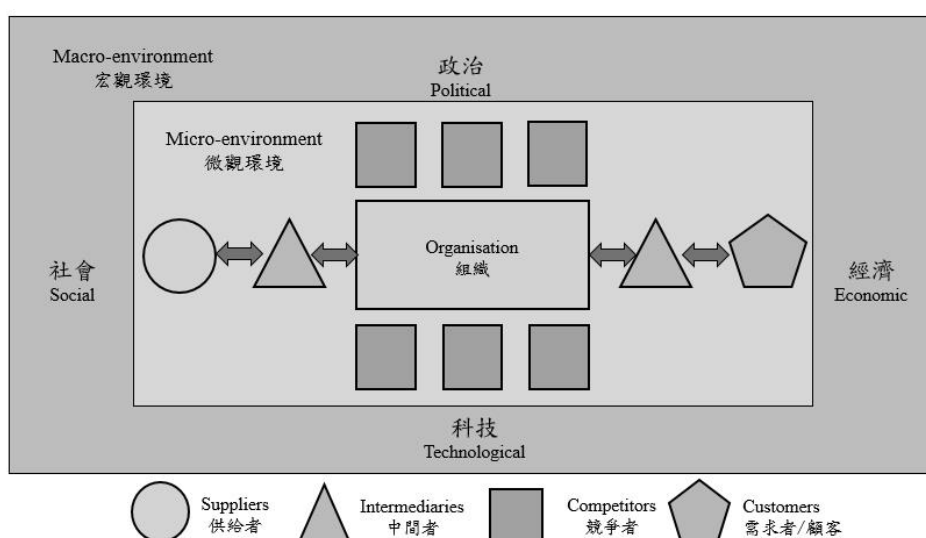 Macro-environment
宏觀環境
政治
Political
Micro-environment
微觀環境
Organisation
組織
社會
Social
經濟
Economic
科技
Technological
Suppliers
供給者
Intermediaries
中間者
Competitors
競爭者
Customers
需求者/顧客